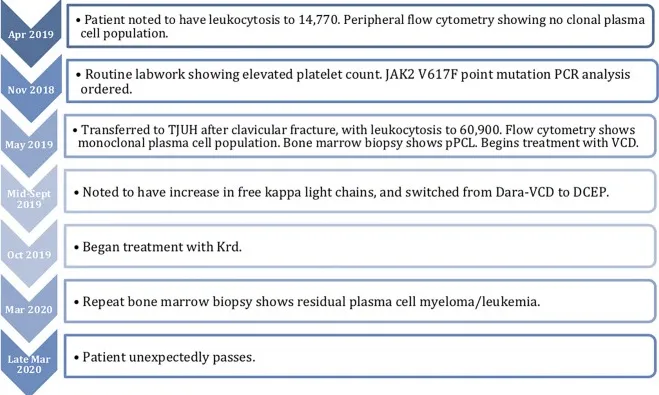 Apr 2019
• Patient noted to have leukocytosis to 14,770. Peripheral flow cytometry showing no clonal plasma
cell population.
Nov 2018
• Routine labwork showing elevated platelet count. JAK2 V617F point mutation PCR analysis
ordered.
May 2019
• Transferred to TJUH after clavicular fracture, with leukocytosis to 60,900. Flow cytometry shows
monoclonal plasma cell population. Bone marrow biopsy shows pPCL. Begins treatment with VCD.
Mid-Sept
2019
• Noted to have increase in free kappa light chains, and switched from Dara-VCD to DCEP.
Oct 2019
• Began treatment with Krd.
Mar 2020
• Repeat bone marrow biopsy shows residual plasma cell myeloma/leukemia.
Late Mar
2020
• Patient unexpectedly passes.